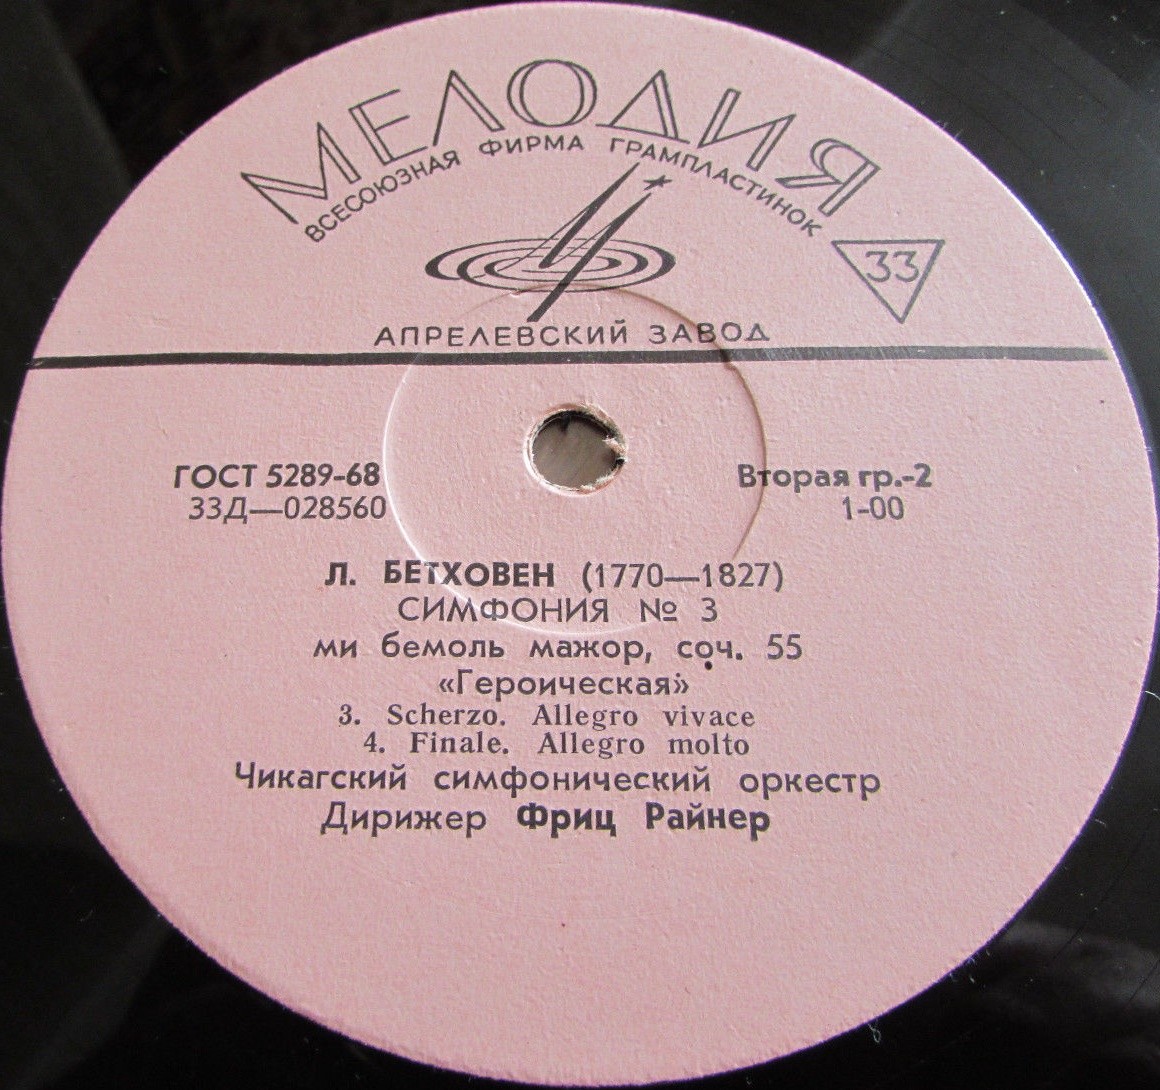 МЕЛОДИЯ
ВСЕСОЮЗНАЯ ФИРМА ГРАМПЛАСТИНОК
33
АПРЕЛЕВСКИЙ ЗАВОД
ГОСТ 5289-68
33Д—028560
Вторая гр.-2
1-00
Л. БЕТХОВЕН (1770—1827)
СИМФОНИЯ № 3
ми бемоль мажор, соч. 55
«Героическая»
3. Scherzo. Allegro vivace
4. Finale. Allegro molto
Чикагский симфонический оркестр
Дирижер Фриц Райнер